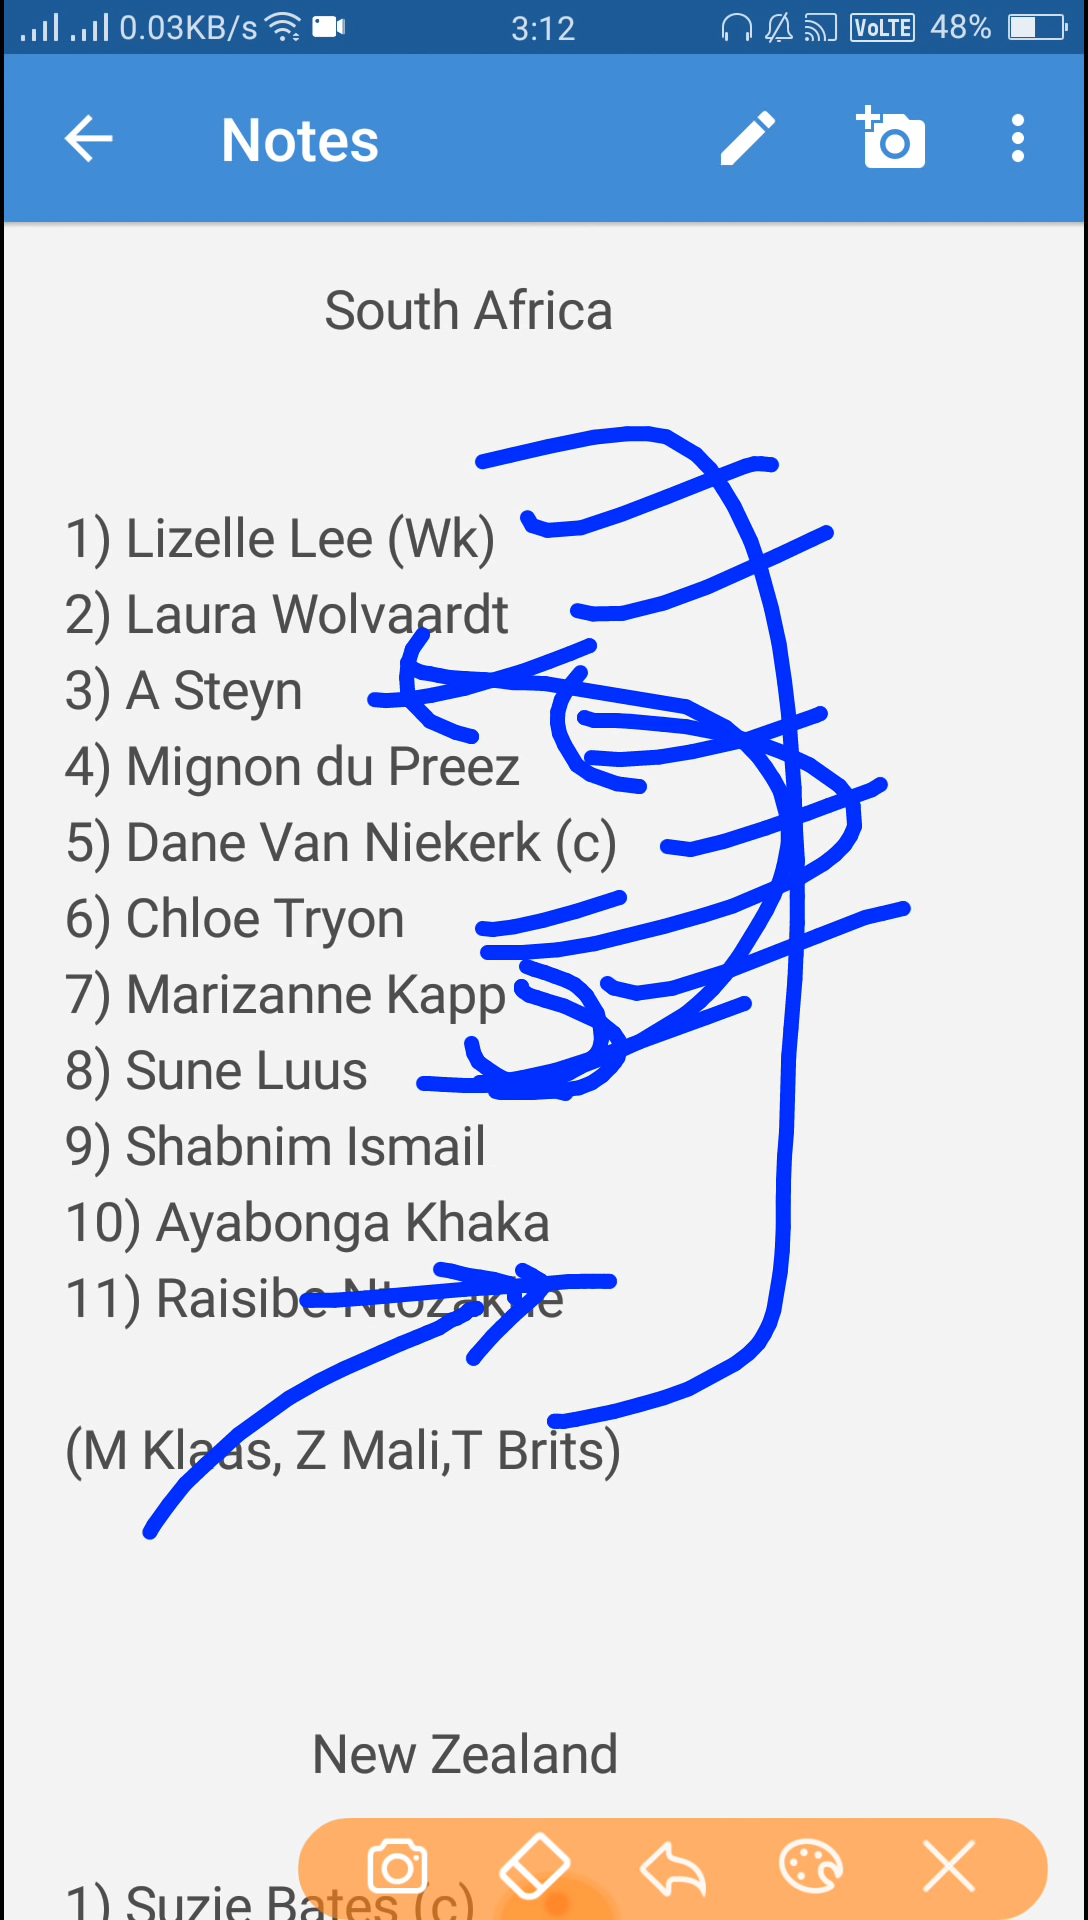 0.03KB/s 3:12 VoLTE 48%
Notes
South Africa
1) Lizelle Lee (Wk)
2) Laura Wolvaardt
3) A Steyn
4) Mignon du Preez
5) Dane Van Niekerk (c)
6) Chloe Tryon
7) Marizanne Kapp
8) Sune Luus
9) Shabnim Ismail
10) Ayabonga Khaka
11) Raisibe Ntozakhe
(M Klaas, Z Mali,T Brits)
New Zealand
1) Suzie Bates (c)